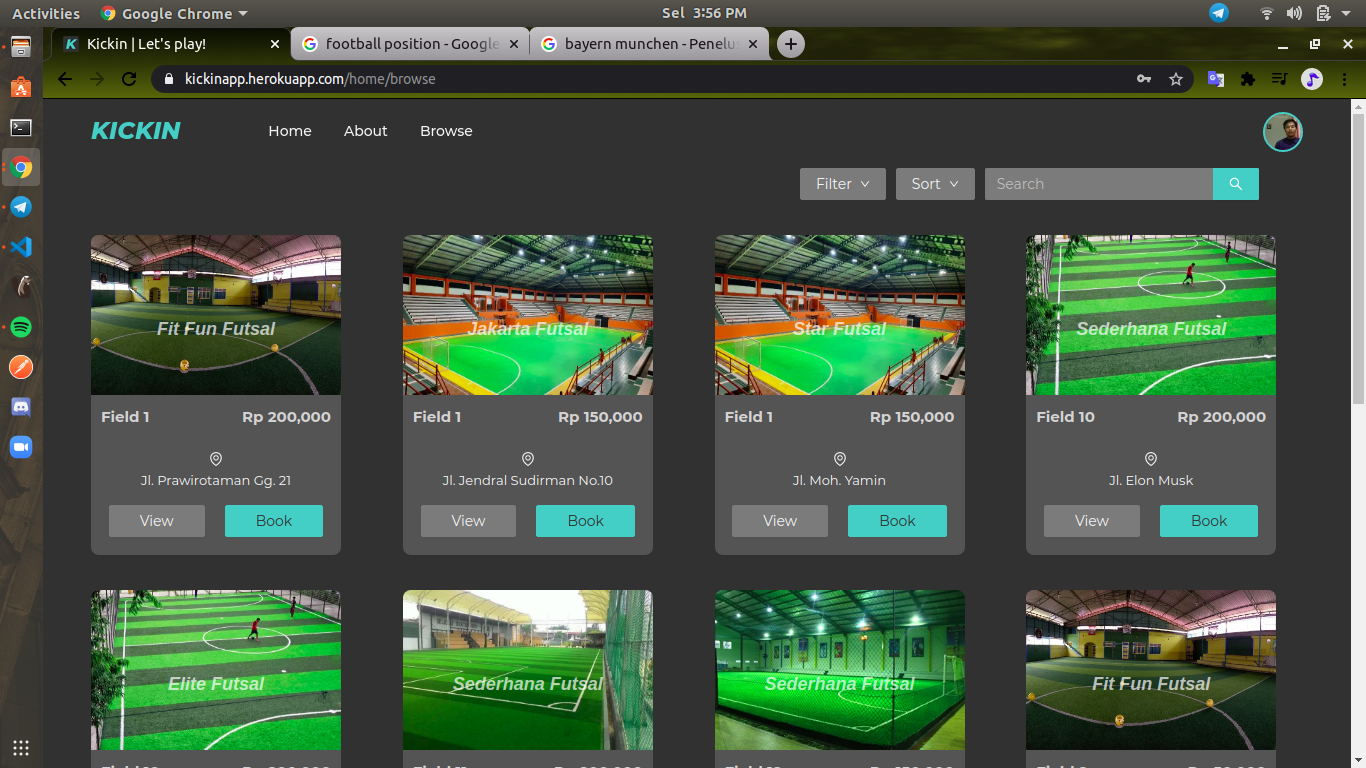 Activities Google Chrome Sel 3:56 PM
Kickin | Let's play! football position - Google bayern munchen - Penelus
kickinapp.herokuapp.com/home/browse
KICKIN Home About Browse
Filter Sort Search
Fit Fun Futsal Jakarta Futsal Star Futsal Sederhana Futsal
Field 1 Rp 200,000 Field 1 Rp 150,000 Field 1 Rp 150,000 Field 10 Rp 200,000
Jl. Prawirotaman Gg. 21 Jl. Jendral Sudirman No.10 Jl. Moh. Yamin Jl. Elon Musk
View Book View Book View Book View Book
Elite Futsal Sederhana Futsal Sederhana Futsal Fit Fun Futsal